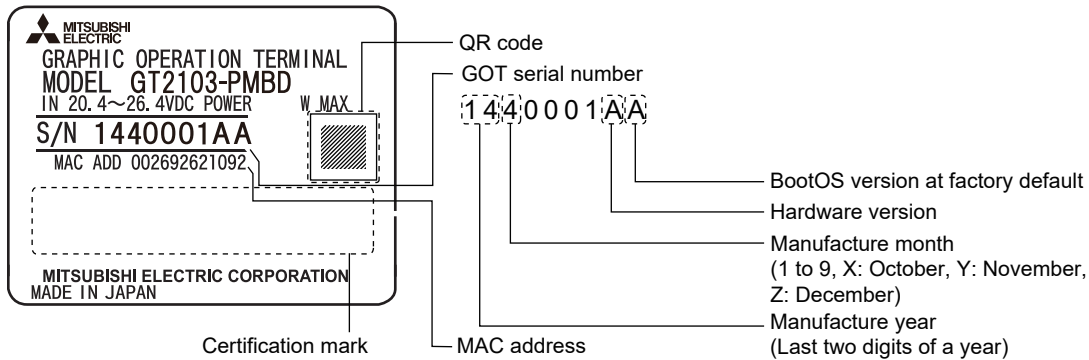 MITSUBISHI
ELECTRIC
GRAPHIC OPERATION TERMINAL
MODEL GT2103-PMBD
IN 20.4～26.4VDC POWER W MAX
S/N 1440001AA
MAC ADD 002692621092
MITSUBISHI ELECTRIC CORPORATION
MADE IN JAPAN
QR code
GOT serial number
1440001AA
BootOS version at factory default
Hardware version
Manufacture month
(1 to 9, X: October, Y: November,
Z: December)
Manufacture year
(Last two digits of a year)
Certification mark
MAC address